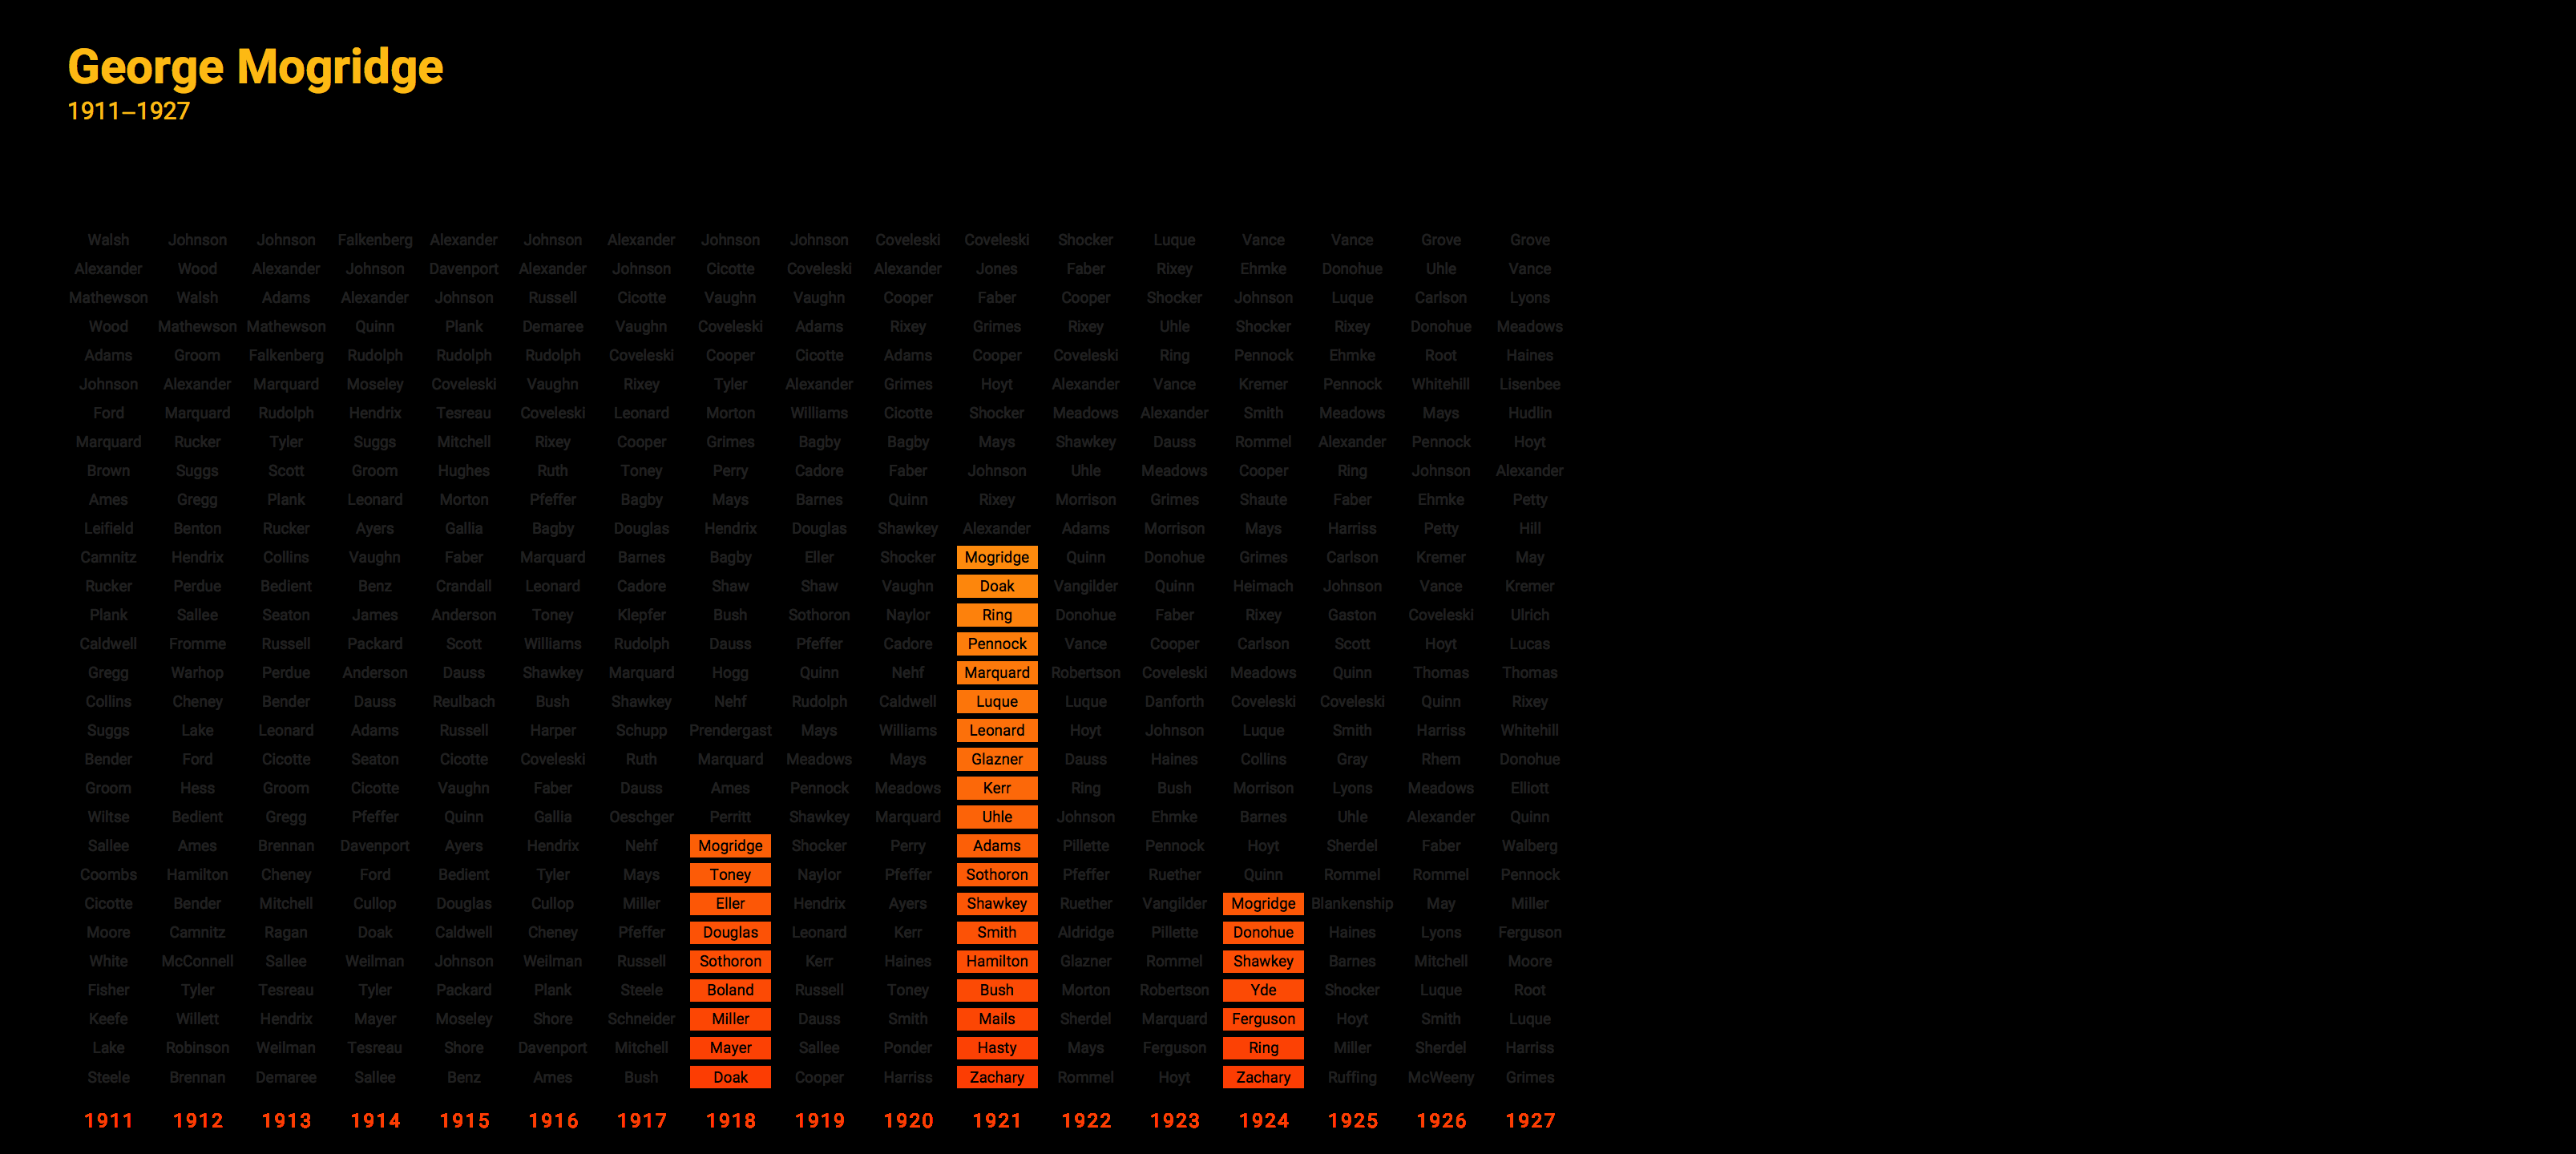 George Mogridge
1911–1927
Walsh Johnson Johnson Falkenberg Alexander Johnson Alexander Johnson Johnson Coveleski Coveleski Shocker Luque Vance Vance Grove Grove
Alexander Wood Alexander Johnson Davenport Alexander Johnson Cicotte Coveleski Alexander Jones Faber Rixey Ehmke Donohue Uhle Vance
Mathewson Walsh Adams Alexander Johnson Russell Cicotte Vaughn Vaughn Cooper Faber Cooper Shocker Johnson Luque Carlson Lyons
Wood Mathewson Mathewson Quinn Plank Demaree Vaughn Coveleski Adams Rixey Grimes Rixey Uhle Shocker Rixey Donohue Meadows
Adams Groom Falkenberg Rudolph Rudolph Rudolph Coveleski Cooper Cicotte Adams Cooper Coveleski Ring Pennock Ehmke Root Haines
Johnson Alexander Marquard Moseley Coveleski Vaughn Rixey Tyler Alexander Grimes Hoyt Alexander Vance Kremer Pennock Whitehill Lisenbee
Ford Marquard Rudolph Hendrix Tesreau Coveleski Leonard Morton Williams Cicotte Shocker Meadows Alexander Smith Meadows Mays Hudlin
Marquard Rucker Tyler Suggs Mitchell Rixey Cooper Grimes Bagby Bagby Mays Shawkey Dauss Rommel Alexander Pennock Hoyt
Brown Suggs Scott Groom Hughes Ruth Toney Perry Cadore Faber Johnson Uhle Meadows Cooper Ring Johnson Alexander
Ames Gregg Plank Leonard Morton Pfeffer Bagby Mays Barnes Quinn Rixey Morrison Grimes Shaute Faber Ehmke Petty
Leifield Benton Rucker Ayers Gallia Bagby Douglas Hendrix Douglas Shawkey Alexander Adams Morrison Mays Harriss Petty Hill
Camnitz Hendrix Collins Vaughn Faber Marquard Barnes Bagby Eller Shocker Mogridge Quinn Donohue Grimes Carlson Kremer May
Rucker Perdue Bedient Benz Crandall Leonard Cadore Shaw Shaw Vaughn Doak Vangilder Quinn Heimach Johnson Vance Kremer
Plank Sallee Seaton James Anderson Toney Klepfer Bush Sothoron Naylor Ring Donohue Faber Rixey Gaston Coveleski Ulrich
Caldwell Fromme Russell Packard Scott Williams Rudolph Dauss Pfeffer Cadore Pennock Vance Cooper Carlson Scott Hoyt Lucas
Gregg Warhop Perdue Anderson Dauss Shawkey Marquard Hogg Quinn Nehf Marquard Robertson Coveleski Meadows Quinn Thomas Thomas
Collins Cheney Bender Dauss Reulbach Bush Shawkey Nehf Rudolph Caldwell Luque Luque Danforth Coveleski Coveleski Quinn Rixey
Suggs Lake Leonard Adams Russell Harper Schupp Prendergast Mays Williams Leonard Hoyt Johnson Luque Smith Harriss Whitehill
Bender Ford Cicotte Seaton Cicotte Coveleski Ruth Marquard Meadows Mays Glazner Dauss Haines Collins Gray Rhem Donohue
Groom Hess Groom Cicotte Vaughn Faber Dauss Ames Pennock Meadows Kerr Ring Bush Morrison Lyons Meadows Elliott
Wiltse Bedient Gregg Pfeffer Quinn Gallia Oeschger Perritt Shawkey Marquard Uhle Johnson Ehmke Barnes Uhle Alexander Quinn
Sallee Ames Brennan Davenport Ayers Hendrix Nehf Mogridge Shocker Perry Adams Pillette Pennock Hoyt Sherdel Faber Walberg
Coombs Hamilton Cheney Ford Bedient Tyler Mays Toney Naylor Pfeffer Sothoron Pfeffer Ruether Quinn Rommel Rommel Pennock
Cicotte Bender Mitchell Cullop Douglas Cullop Miller Eller Hendrix Ayers Shawkey Ruether Vangilder Mogridge Blankenship May Miller
Moore Camnitz Ragan Doak Caldwell Cheney Pfeffer Douglas Leonard Kerr Smith Aldridge Pillette Donohue Haines Lyons Ferguson
White McConnell Sallee Weilman Johnson Weilman Russell Sothoron Kerr Haines Hamilton Glazner Rommel Shawkey Barnes Mitchell Moore
Fisher Tyler Tesreau Tyler Packard Plank Steele Boland Russell Toney Bush Morton Robertson Yde Shocker Luque Root
Keefe Willett Hendrix Mayer Moseley Shore Schneider Miller Dauss Smith Mails Sherdel Marquard Ferguson Hoyt Smith Luque
Lake Robinson Weilman Tesreau Shore Davenport Mitchell Mayer Sallee Ponder Hasty Mays Ferguson Ring Miller Sherdel Harriss
Steele Brennan Demaree Sallee Benz Ames Bush Doak Cooper Harriss Zachary Rommel Hoyt Zachary Ruffing McWeeny Grimes
1911 1912 1913 1914 1915 1916 1917 1918 1919 1920 1921 1922 1923 1924 1925 1926 1927